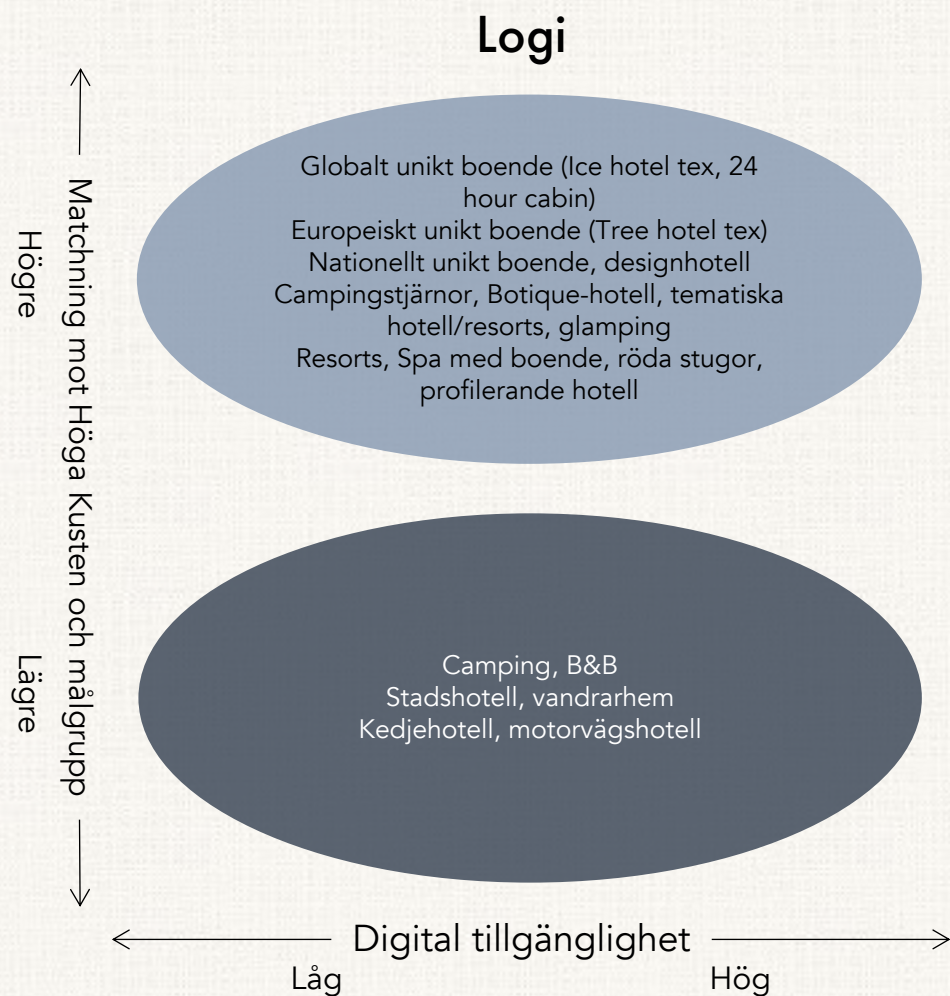 Logi
Globalt unikt boende (Ice hotel tex, 24
hour cabin)
Europeiskt unikt boende (Tree hotel tex)
Nationellt unikt boende, designhotell
Campingstjärnor, Botique-hotell, tematiska
hotell/resorts, glamping
Resorts, Spa med boende, röda stugor,
profilerande hotell
Matchning mot Höga Kusten och målgrupp
Högre
Lägre
Camping, B&B
Stadshotell, vandrarhem
Kedjehotell, motorvägshotell
Digital tillgänglighet
Låg
Hög